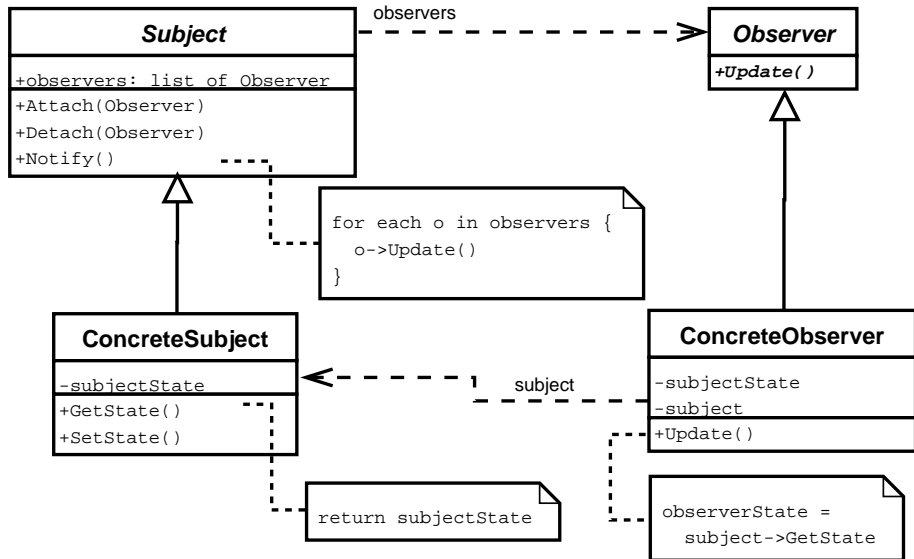 Subject
+observers: list of Observer
+Attach(Observer)
+Detach(Observer)
+Notify()
observers
Observer
+Update()
for each o in observers {
o->Update()
}
ConcreteSubject
-subjectState
+GetState()
+SetState()
subject
ConcreteObserver
-subjectState
-subject
+Update()
return subjectState
observerState =
subject->GetState